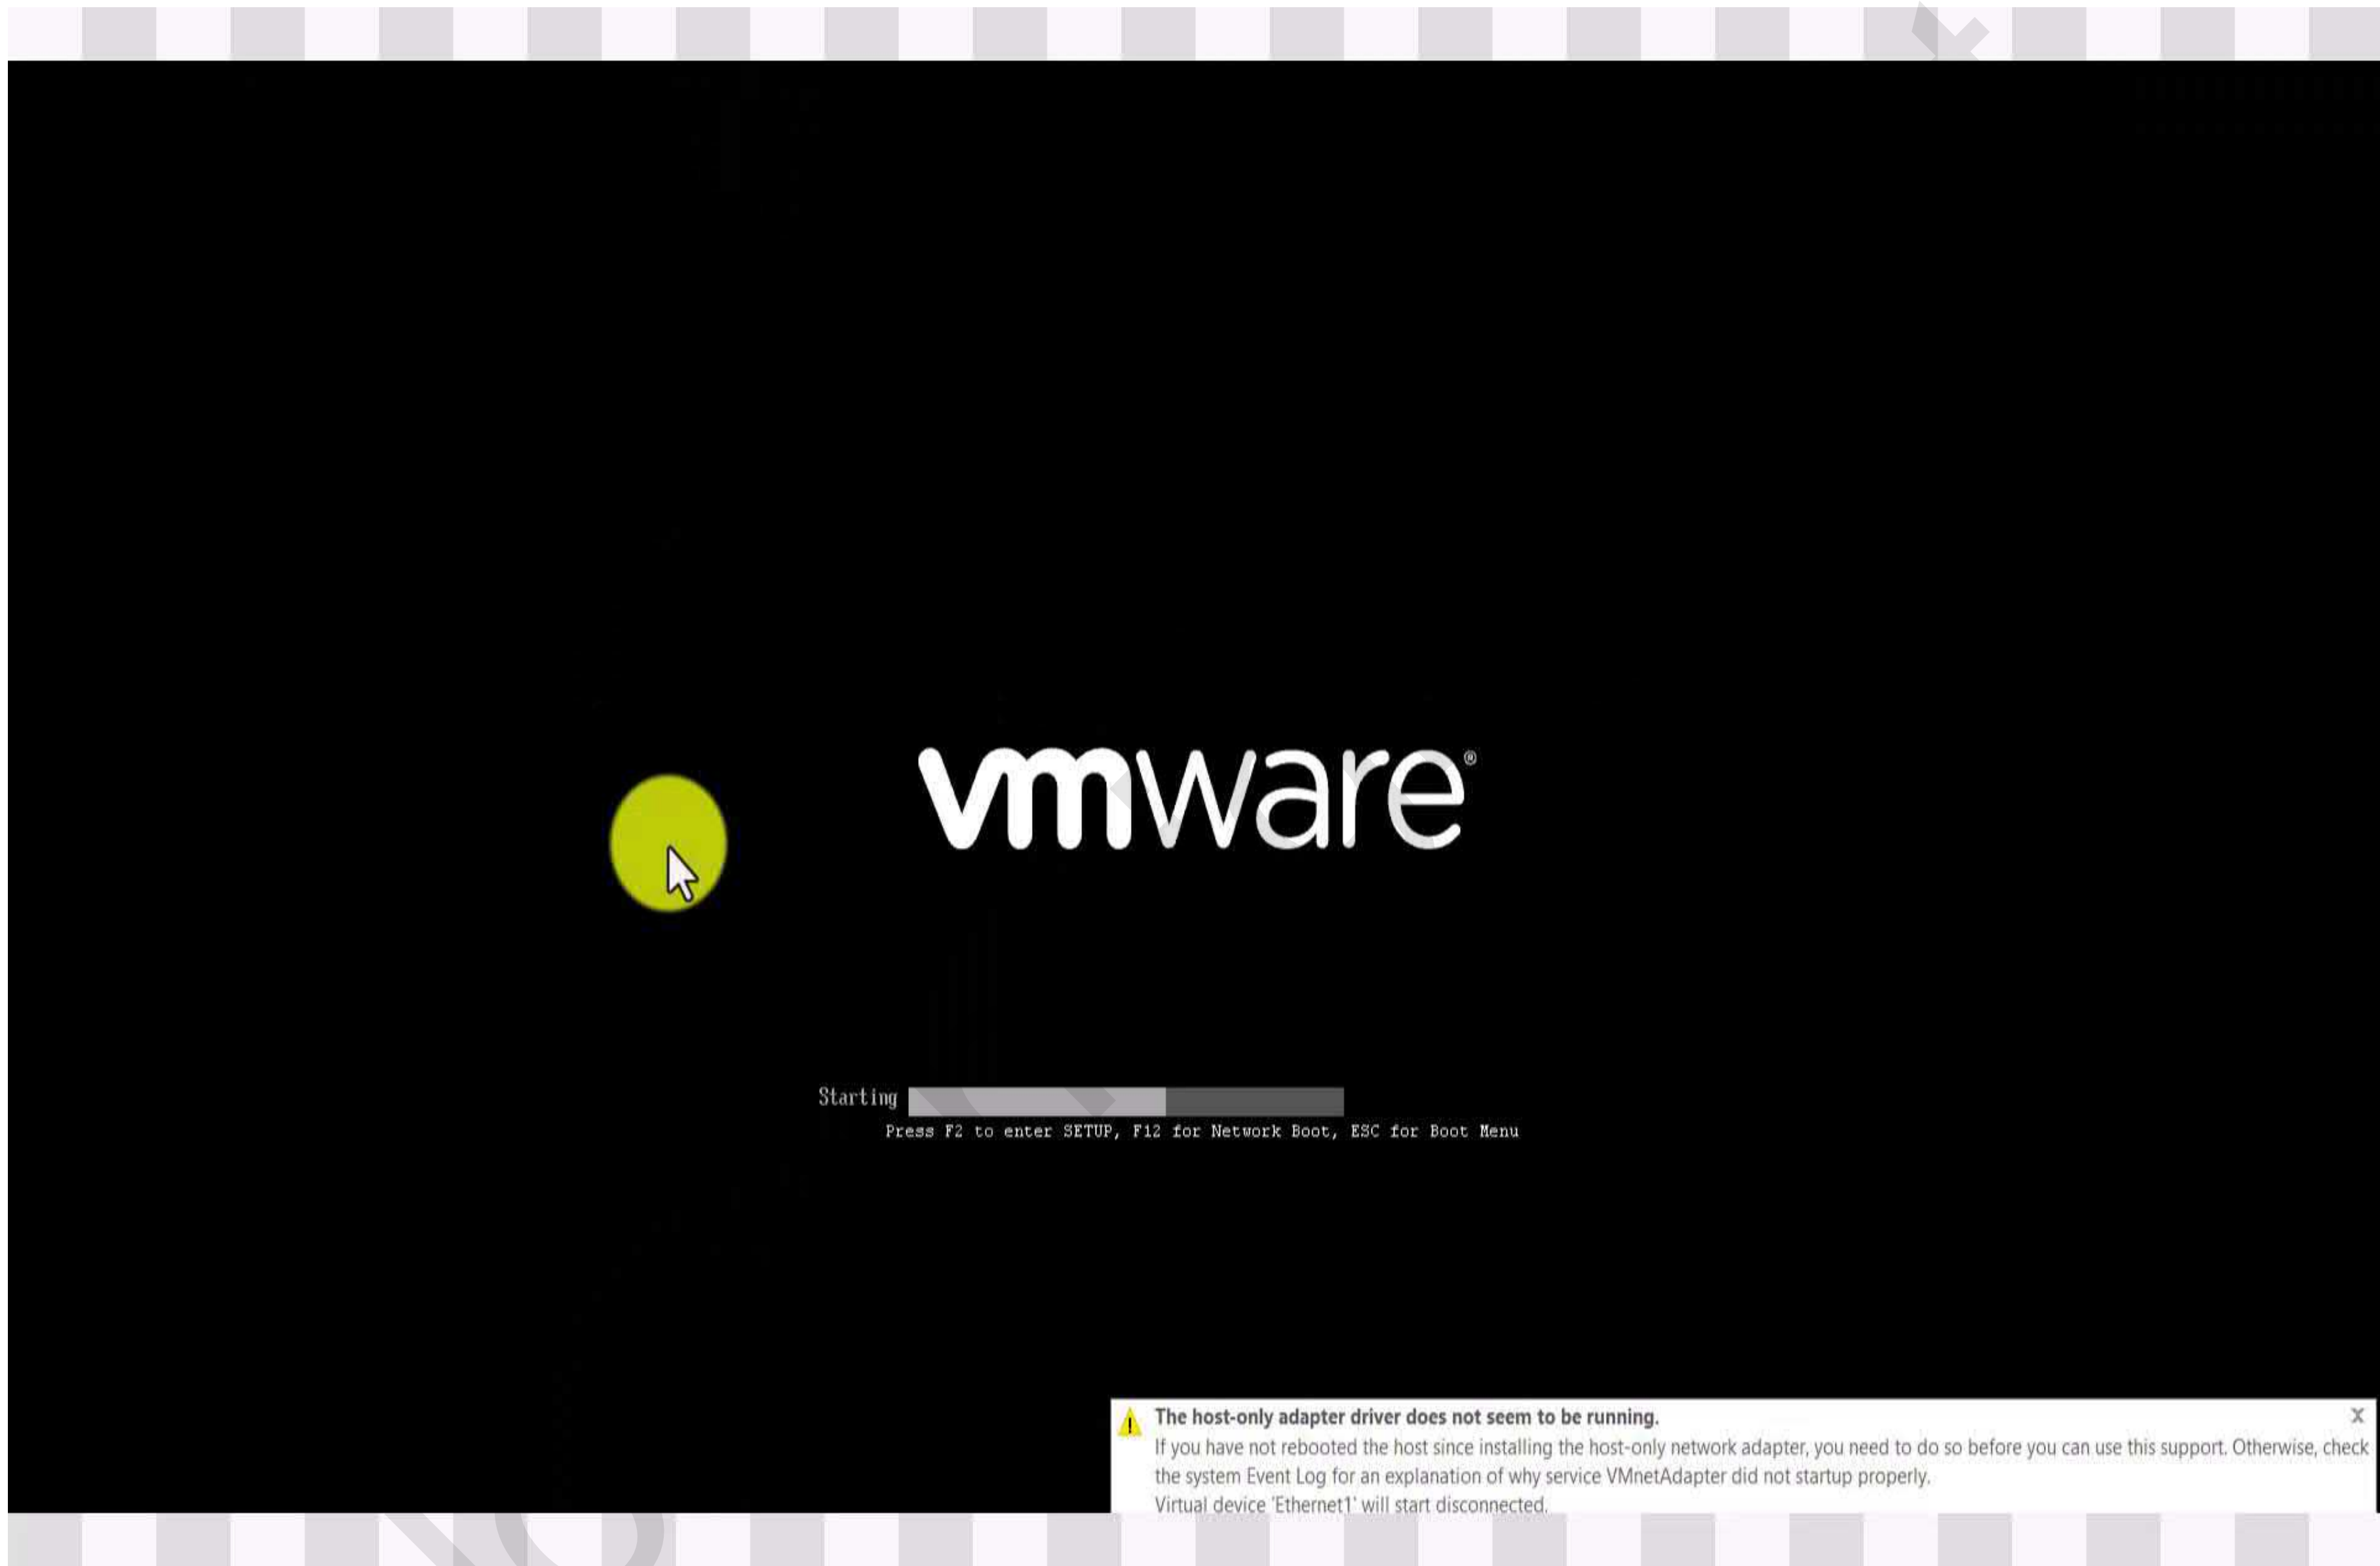 vmware®
Starting
Press F2 to enter SETUP, F12 for Network Boot, ESC for Boot Menu
The host-only adapter driver does not seem to be running.
If you have not rebooted the host since installing the host-only network adapter, you need to do so before you can use this support. Otherwise, check
the system Event Log for an explanation of why service VMnetAdapter did not startup properly.
Virtual device 'Ethernet1' will start disconnected.